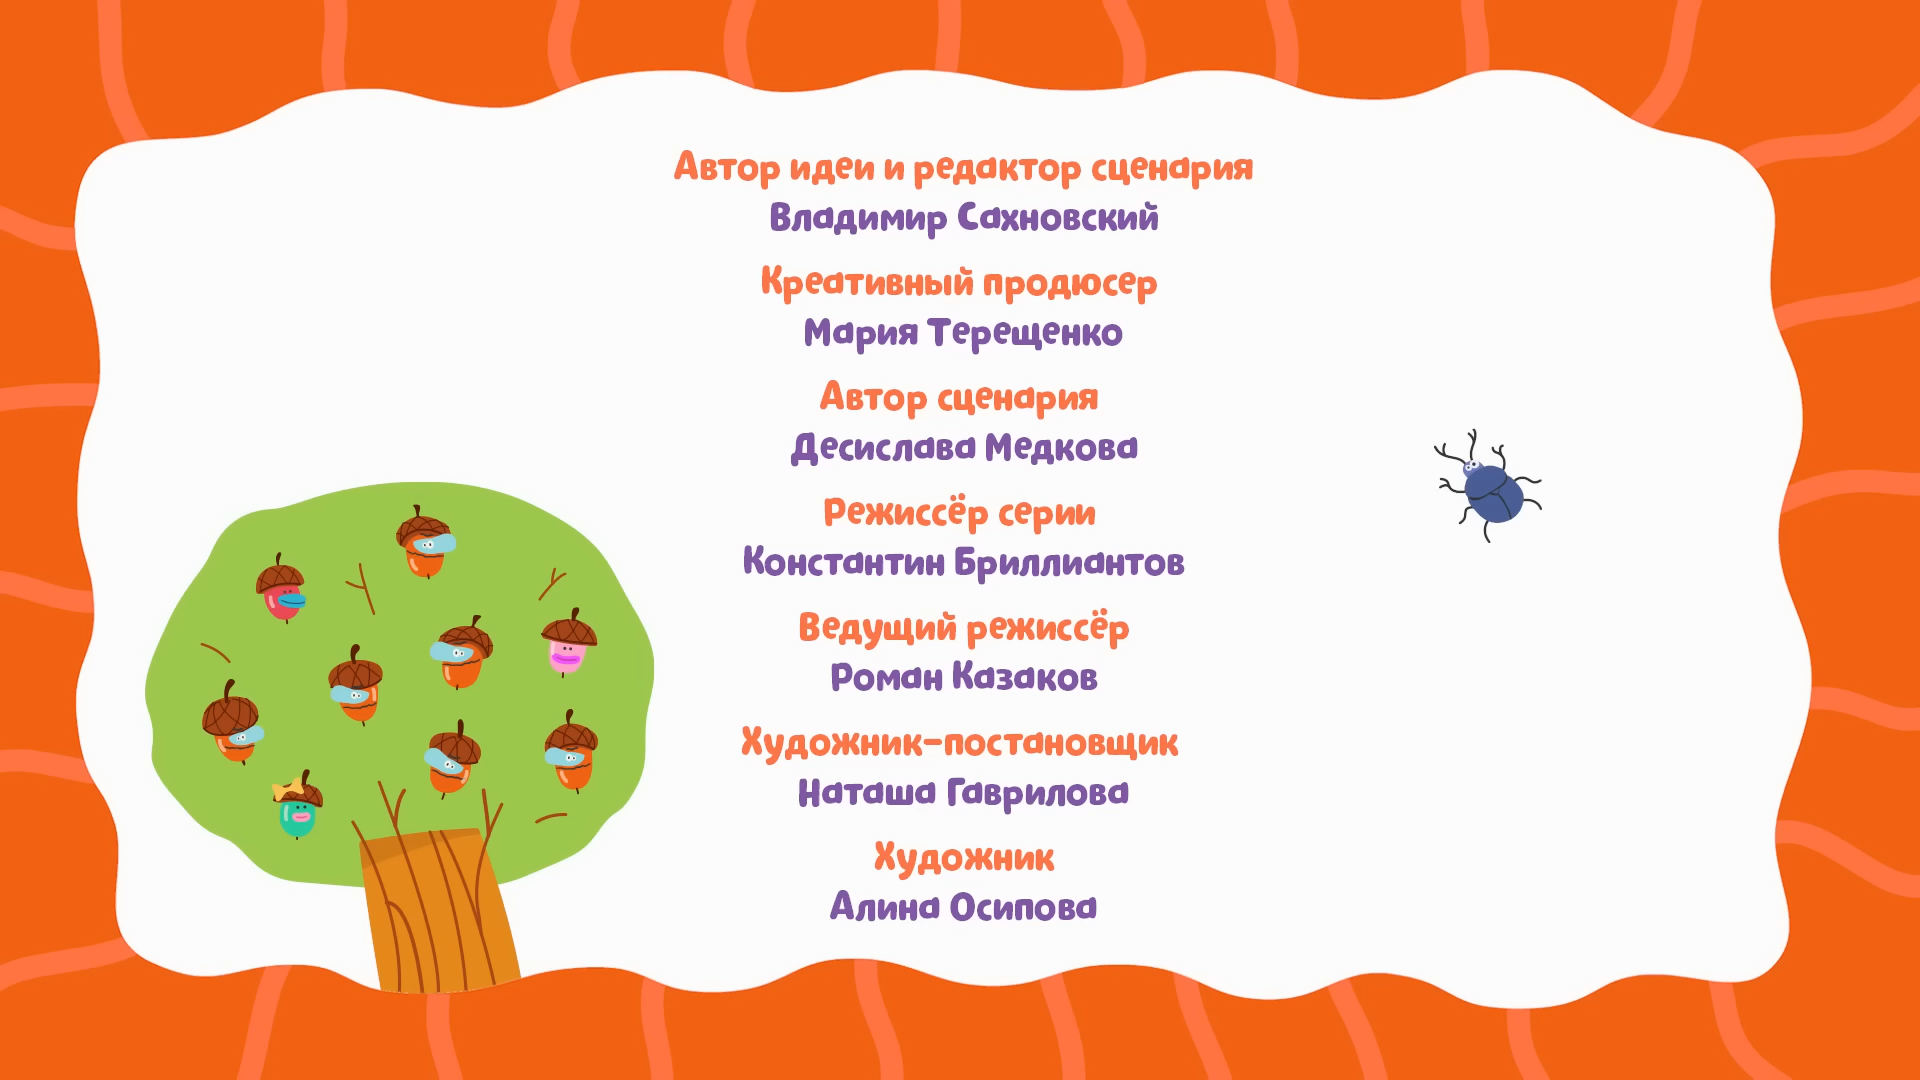 Автор идеи и редактор сценария
Владимир Сахновский
Креативный продюсер
Мария Терещенко
Автор сценария
Десислава Медкова
Режиссёр серии
Константин Бриллиантов
Ведущий режиссёр
Роман Казаков
Художник-постановщик
Наташа Гаврилова
Художник
Алина Осипова